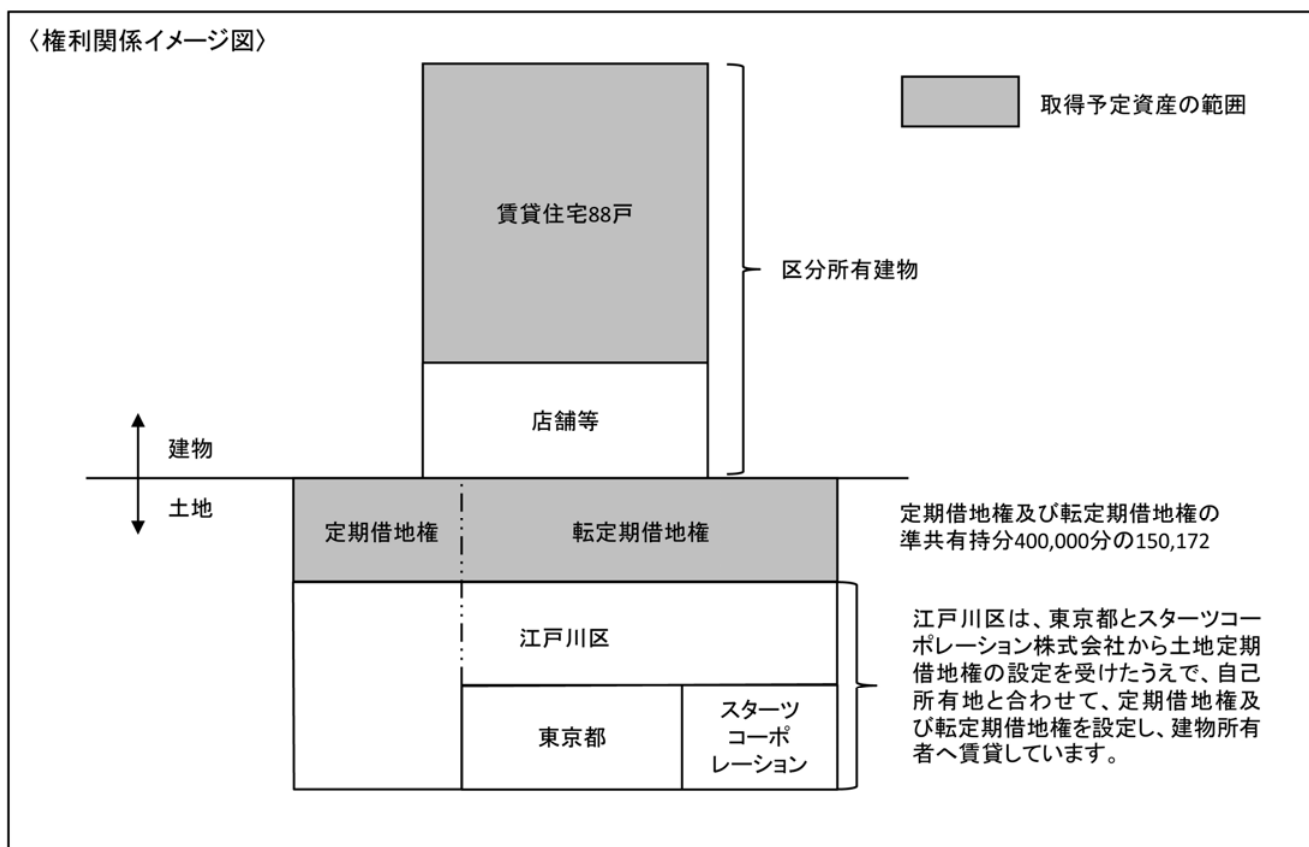 〈権利関係イメージ図〉
取得予定資産の範囲
賃貸住宅88戸
区分所有建物
店舗等
建物
土地
定期借地権
転定期借地権
定期借地権及び転定期借地権の
準共有持分400,000分の150,172
江戸川区
東京都
スターツ
コーポ
レーション
江戸川区は、東京都とスターツコー
ポレーション株式会社から土地定期
借地権の設定を受けたうえで、自己
所有地と合わせて、定期借地権及
び転定期借地権を設定し、建物所有
者へ賃貸しています。